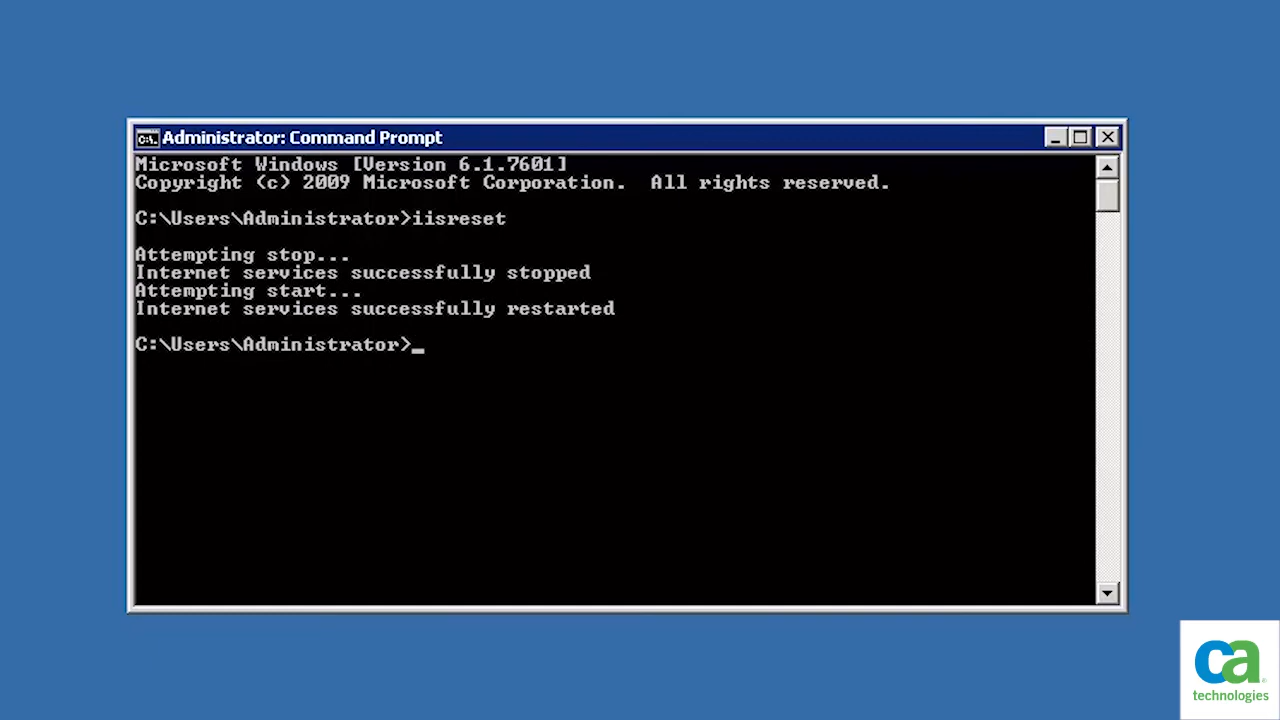 Administrator: Command Prompt
Microsoft Windows [Version 6.1.7601]
Copyright (c) 2009 Microsoft Corporation.  All rights reserved.
C:\Users\Administrator>iisreset
Attempting stop...
Internet services successfully stopped
Attempting start...
Internet services successfully restarted
C:\Users\Administrator>_
ca
technologies